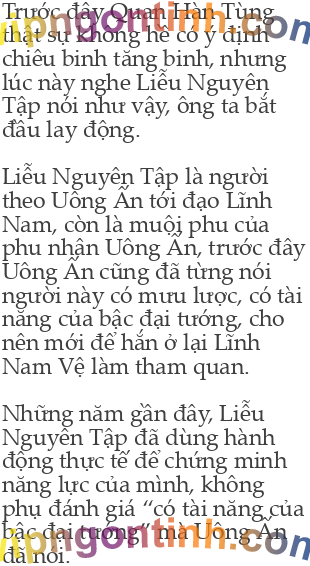 Trước đây Quan Hàn Tùng
thật sự không hề có ý định
chiêu binh tăng binh, nhưng
lúc này nghe Liễu Nguyên
Tập nói như vậy, ông ta bắt
đầu lay động.
Liễu Nguyên Tập là người
theo Uông Ấn tới đạo Lĩnh
Nam, còn là muội phu của
phu nhân Uông Ấn, trước đây
Uông Ấn cũng đã từng nói
người này có mưu lược, có tài
năng của bậc đại tướng, cho
nên mới để hắn ở lại Lĩnh
Nam Vệ làm tham quan.
Những năm gần đây, Liễu
Nguyên Tập đã dùng hành
động thực tế để chứng minh
năng lực của mình, không
phụ đánh giá “có tài năng của
bậc đại tướng” mà Uông Ấn
đã nói.